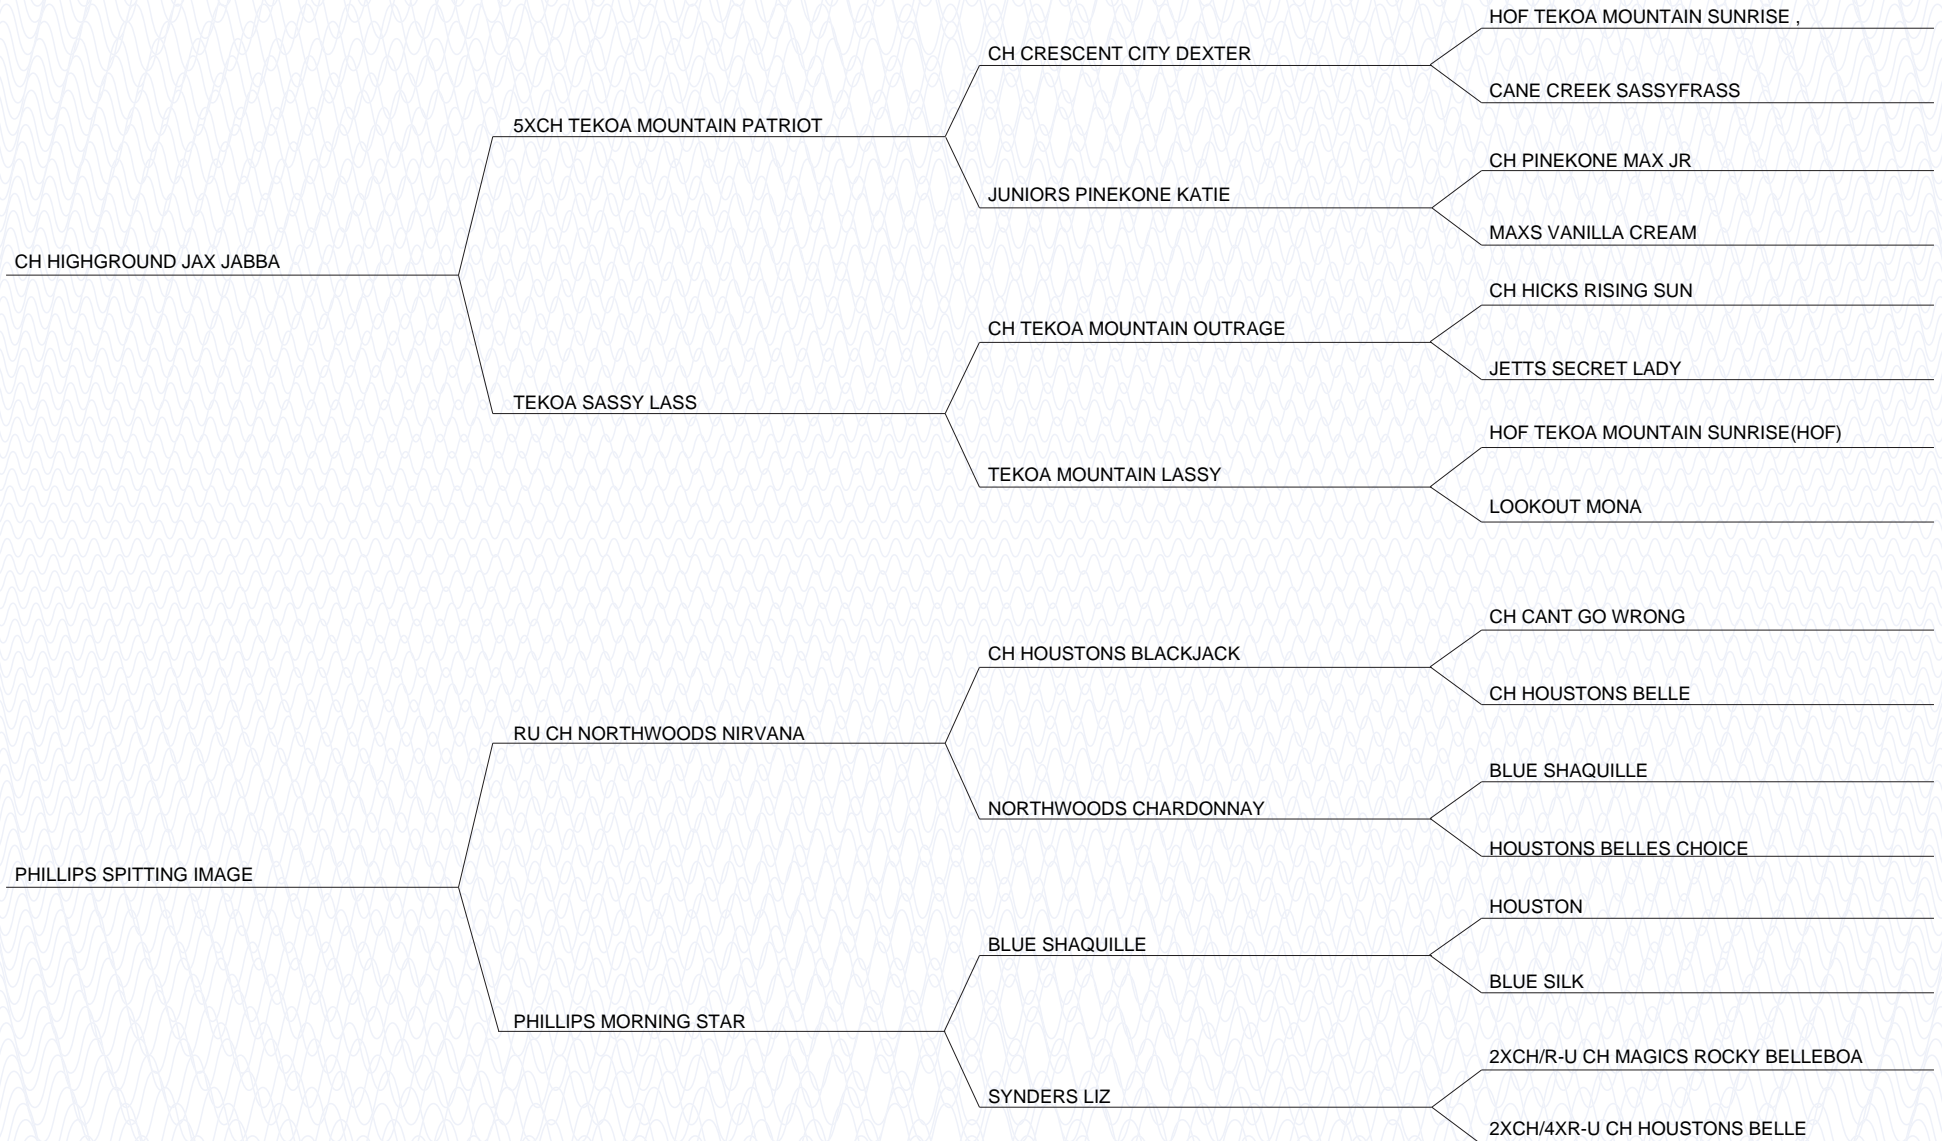 HOF TEKOA MOUNTAIN SUNRISE ,
CH CRESCENT CITY DEXTER
CANE CREEK SASSYFRASS
5XCH TEKOA MOUNTAIN PATRIOT
CH PINEKONE MAX JR
JUNIORS PINEKONE KATIE
MAXS VANILLA CREAM
CH HIGHGROUND JAX JABBA
CH HICKS RISING SUN
CH TEKOA MOUNTAIN OUTRAGE
JETTS SECRET LADY
TEKOA SASSY LASS
HOF TEKOA MOUNTAIN SUNRISE(HOF)
TEKOA MOUNTAIN LASSY
LOOKOUT MONA
CH CANT GO WRONG
CH HOUSTONS BLACKJACK
CH HOUSTONS BELLE
RU CH NORTHWOODS NIRVANA
BLUE SHAQUILLE
NORTHWOODS CHARDONNAY
HOUSTONS BELLES CHOICE
PHILLIPS SPITTING IMAGE
HOUSTON
BLUE SHAQUILLE
BLUE SILK
PHILLIPS MORNING STAR
2XCH/R-U CH MAGICS ROCKY BELLEBOA
SYNDERS LIZ
2XCH/4XR-U CH HOUSTONS BELLE